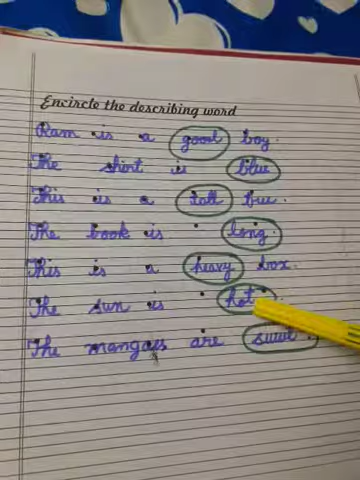 Encircle the describing word
Ram is a good boy.
The shirt is blue
This is a tall tree.
The book is long.
This is a heavy box.
The sun is hot.
The mangoes are sweet.